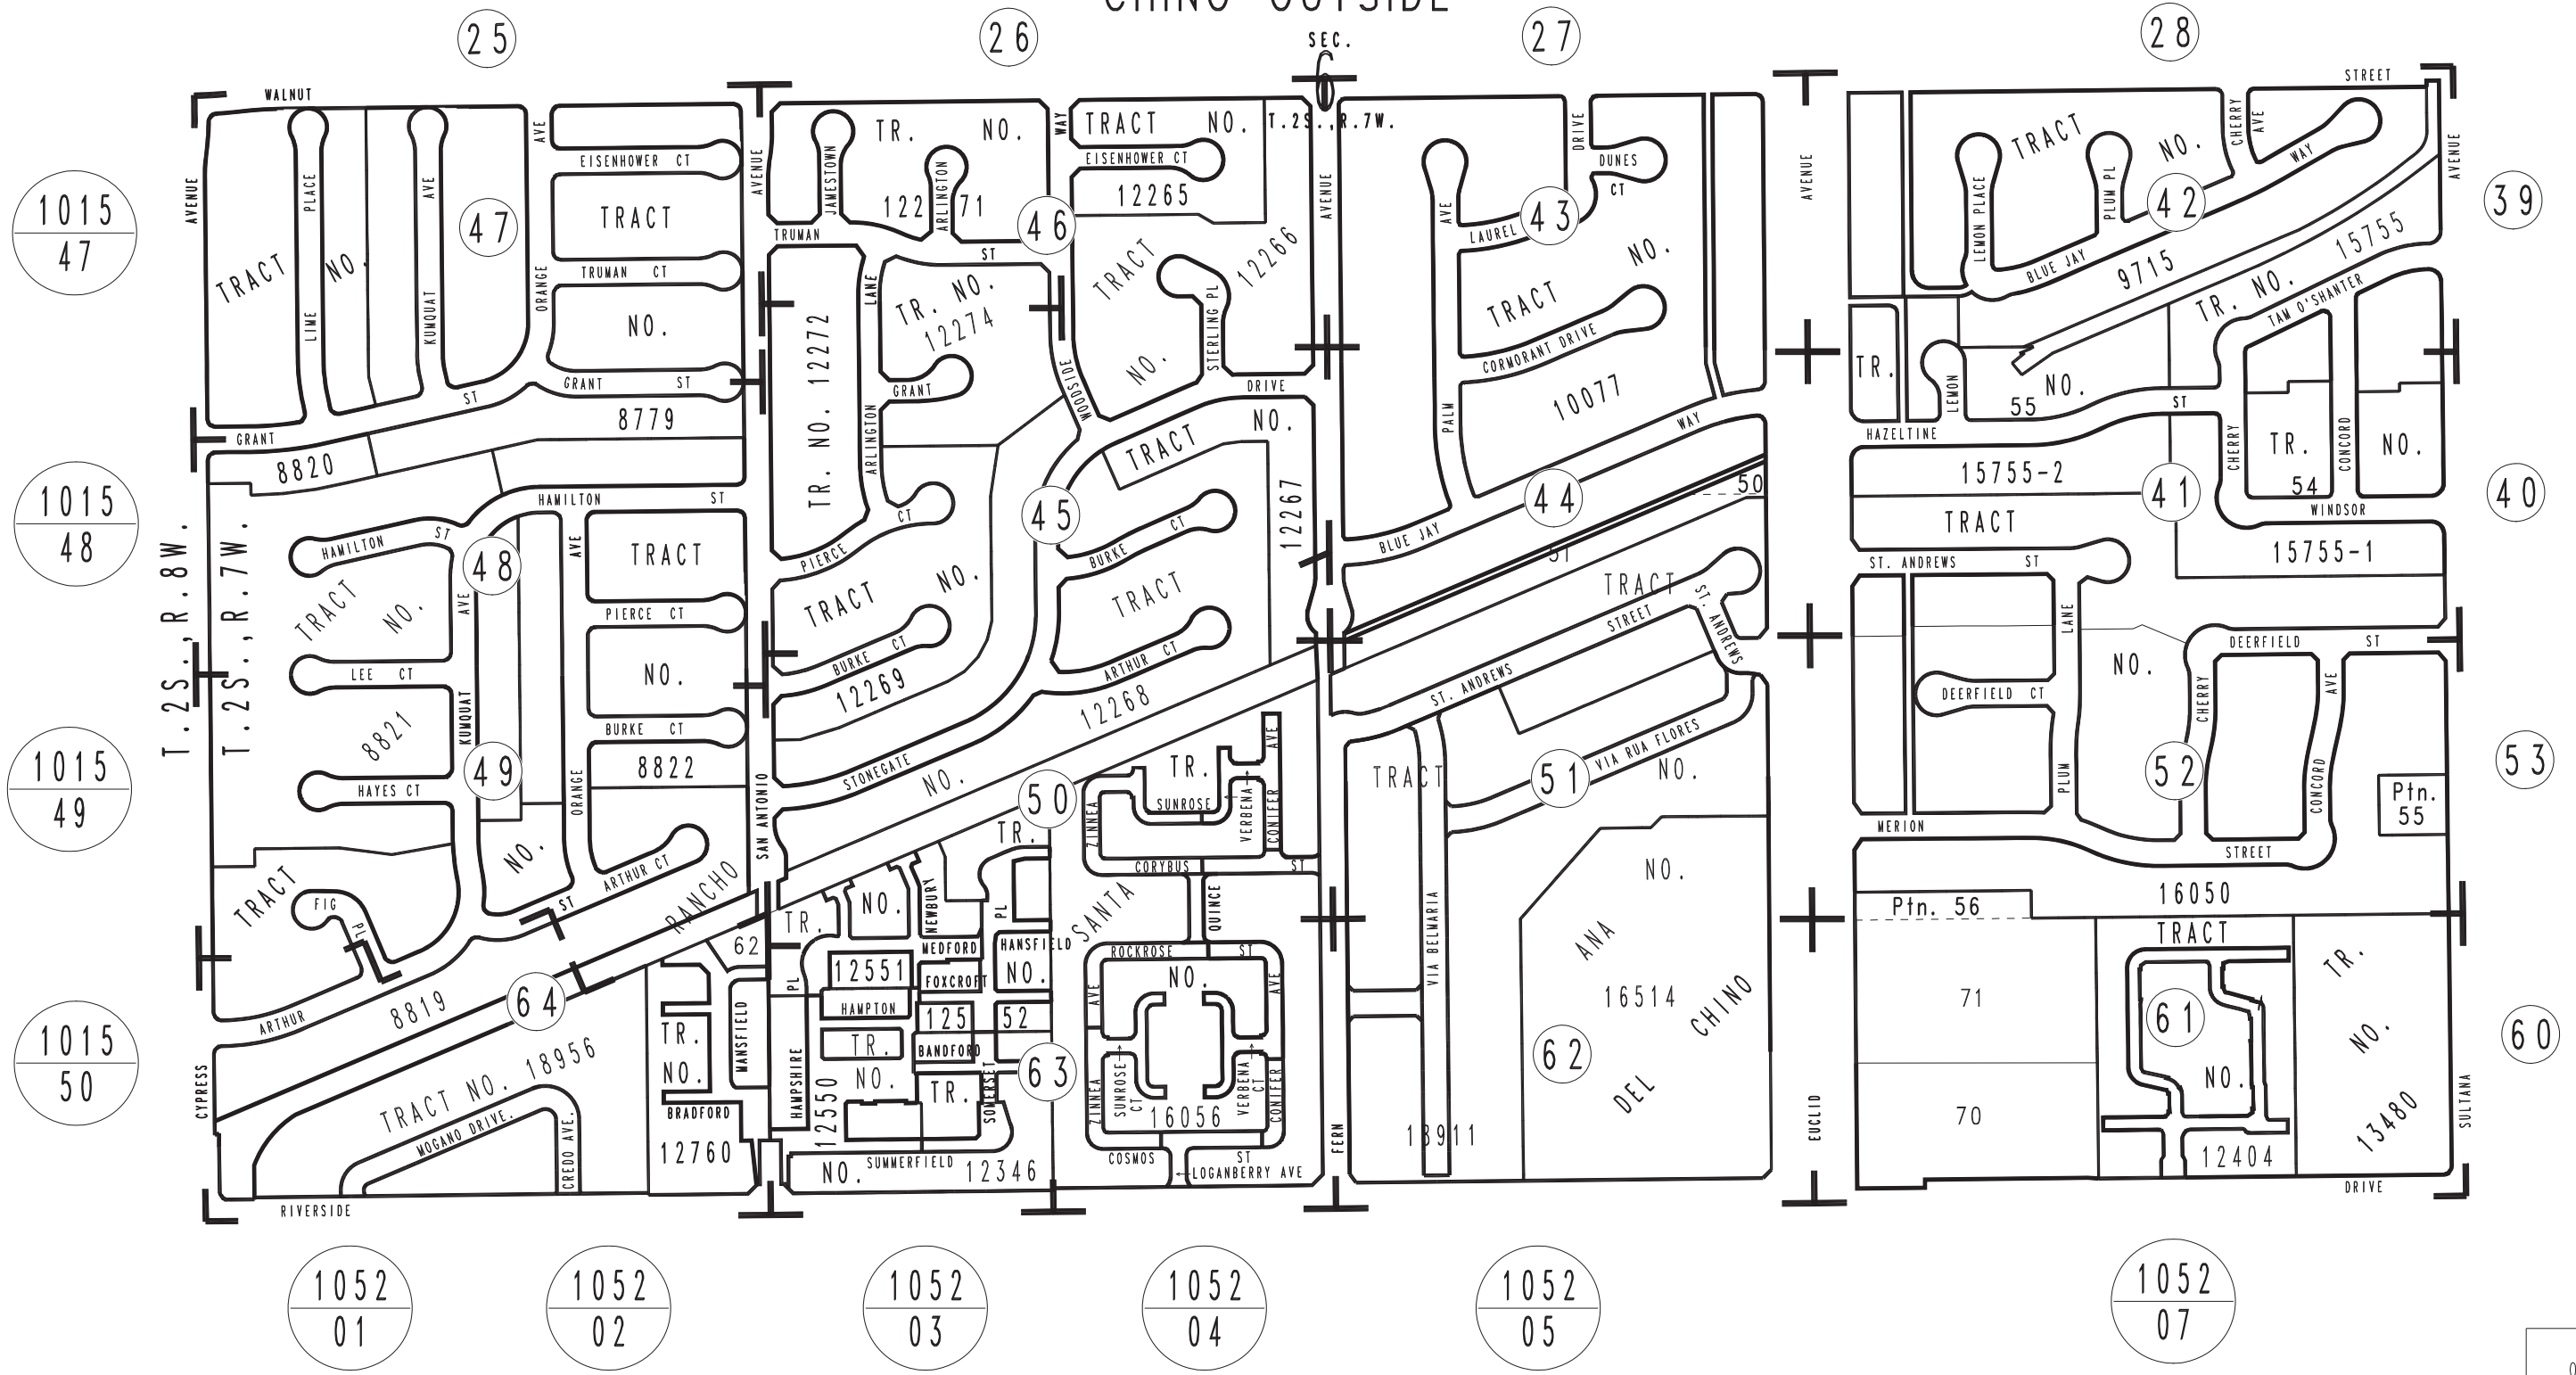 CHINO OUTSIDE
25
26
27
28
SEC. 6
T.2S.,R.7W.
WALNUT
STREET
1015
47
1015
48
1015
49
1015
50
39
40
53
60
AVENUE
LIME PLACE
KUMQUAT AVE
ORANGE AVE
EISENHOWER CT
TRACT NO.
47
TRACT
TRUMAN CT
NO.
GRANT ST
GRANT ST
8779
8820
AVENUE
JAMESTOWN
TR. NO.
ARLINGTON
12271
WAY
TRACT NO.
EISENHOWER CT
12265
46
TRUMAN ST
TR. NO. 12272
LANE
TR. NO.
12274
TRACT NO.
12266
STERLING PL
GRANT
WOODSIDE
DRIVE
ARLINGTON
AVENUE
AVE
DRIVE
DUNES CT
LAUREL
43
TRACT NO.
CORMORANT DRIVE
PALM
10077
WAY
BLUE JAY
44
50
51
AVENUE
LEMON PLACE
PLUM PL
TRACT NO.
CHERRY AVE
WAY
42
BLUE JAY
9715
AVENUE
TR. NO. 15755
TAM O'SHANTER
TR.
LEMON
NO.
55
ST
HAZELTINE
CHERRY
TR.
54
CONCORD
NO.
15755-2
41
WINDSOR
TRACT
15755-1
ST. ANDREWS ST
T.2S.,R.8W.
T.2S.,R.7W.
HAMILTON ST
HAMILTON ST
48
AVE
TRACT NO.
AVE
TRACT
PIERCE CT
LEE CT
NO.
KUMQUAT
8821
BURKE CT
8822
49
HAYES CT
ORANGE
NO.
TRACT
ARTHUR CT
FIG PL
ST
RANCHO
ARTHUR
8819
64
62
SAN ANTONIO
PIERCE CT
TRACT NO.
BURKE CT
12269
STONEGATE
NO.
45
TRACT NO.
12267
BURKE CT
TRACT
ARTHUR CT
12268
50
TRACT
STREET
ST. ANDREWS
ST. ANDREWS
TRACT
51
VIA RUA FLORES
NO.
VIA BELMARIA
LANE
NO.
DEERFIELD ST
DEERFIELD CT
CHERRY
AVE
PLUM
52
CONCORD
Ptn.
55
MERION
STREET
16050
Ptn. 56
TR. NO.
NEWBURY
TR.
PL
MEDFORD
HANSFIELD
12551
FOXCROFT
NO.
PL
HAMPTON
12552
TR.
BANDFORD
NO.
TR.
SOMERSET
63
HAMPSHIRE
12550
MANSFIELD
TR.
NO.
BRADFORD
12760
NO.
SUMMERFIELD
12346
TR.
SUNROSE
ZINNEA
VERBENA
CONIFER AVE
CORYBUS ST
QUINCE
SANTA
ROCKROSE ST
NO.
AVE
AVE
ZINNEA
SUNROSE CT
VERBENA CT
CONIFER
16056
COSMOS ST
LOGANBERRY AVE
FERN
NO.
ANA
16514
CHINO
62
DEL
EUCLID
TRACT
71
70
61
NO.
12404
TR. NO. 13480
SULTANA
CYPRESS
TRACT NO. 18956
MOGANO DRIVE.
CREDO AVE.
RIVERSIDE
DRIVE
1052
01
1052
02
1052
03
1052
04
1052
05
1052
07